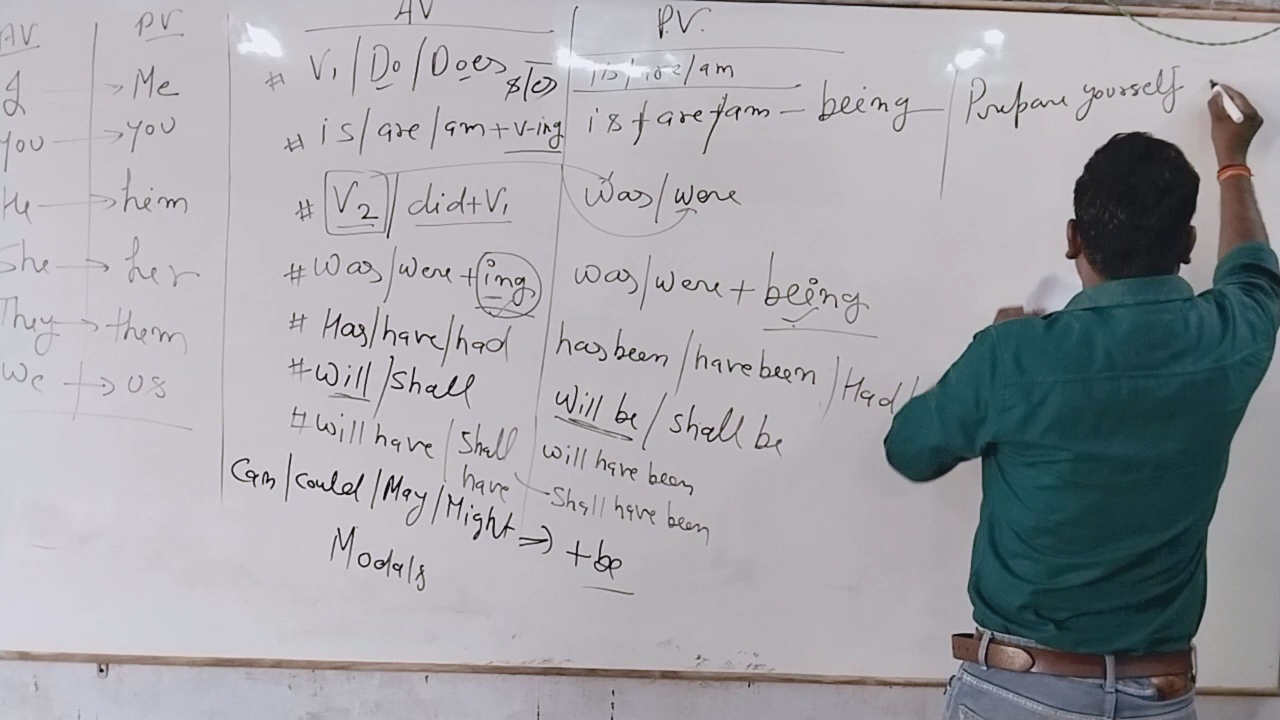 AV PV
I → Me
You → you
He → him
She → her
They → them
We → us
AV P.V.
# V1/Do/Does s/es is/are/am
# is/are/am+v-ing is/are/am - being
# V2/did+V1 was/were
# was/were+ing was/were + being
# Has/have/had has been/have been/Had
# will/shall will be/shall be
# will have/shall have will have been
shall have been
Can/could/May/Might ⇒ +be
Modals
Prepare yourself